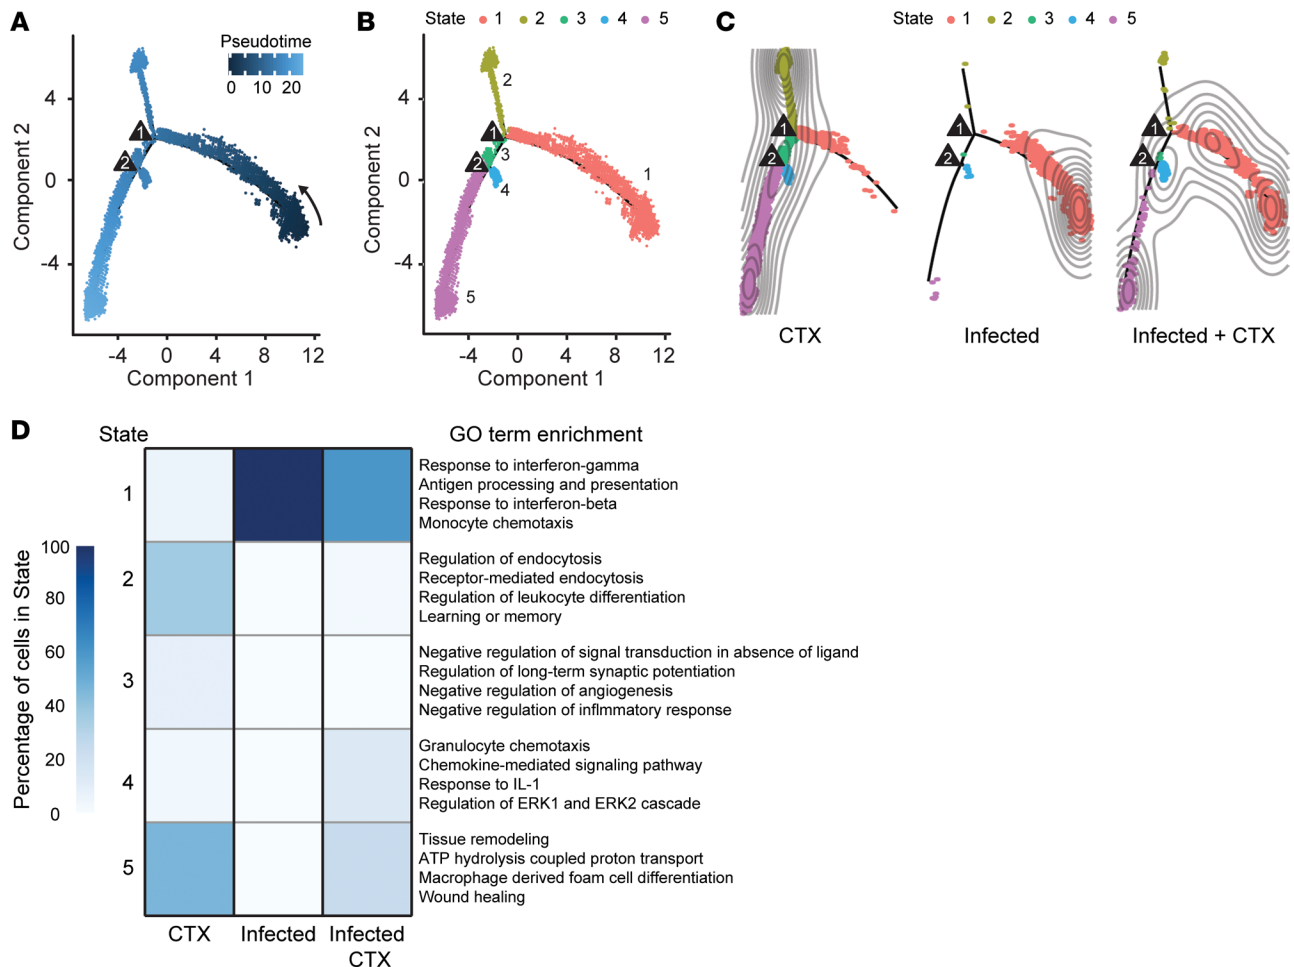 A
Pseudotime
0 10 20
4
0
-4
Component 2
1
2
-4 0 4 8 12
Component 1
B
State 1 2 3 4 5
4
0
-4
Component 2
1
2
2
3
4
1
5
-4 0 4 8 12
Component 1
C
State 1 2 3 4 5
1
2
1
2
1
2
CTX
Infected
Infected + CTX
D
State
GO term enrichment
Percentage of cells in State
100
80
60
40
20
0
1
Response to interferon-gamma
Antigen processing and presentation
Response to interferon-beta
Monocyte chemotaxis
2
Regulation of endocytosis
Receptor-mediated endocytosis
Regulation of leukocyte differentiation
Learning or memory
3
Negative regulation of signal transduction in absence of ligand
Regulation of long-term synaptic potentiation
Negative regulation of angiogenesis
Negative regulation of inflmmatory response
4
Granulocyte chemotaxis
Chemokine-mediated signaling pathway
Response to IL-1
Regulation of ERK1 and ERK2 cascade
5
Tissue remodeling
ATP hydrolysis coupled proton transport
Macrophage derived foam cell differentiation
Wound healing
CTX
Infected
Infected
CTX